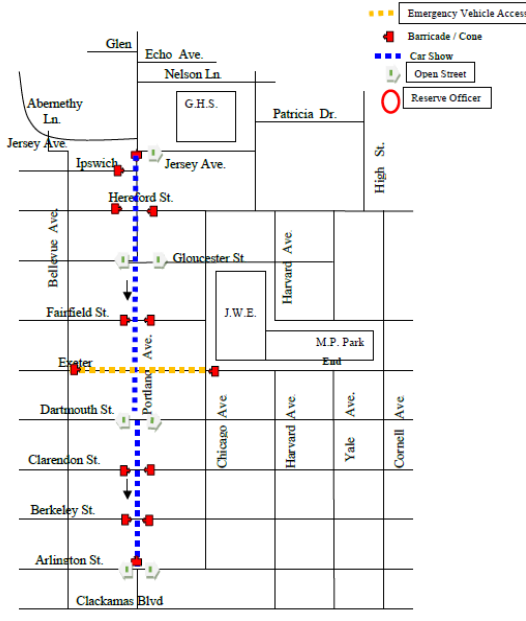 Emergency Vehicle Access
Barricade / Cone
Car Show
Open Street
Reserve Officer
Glen
Echo Ave.
Nelson Ln
G.H.S.
Abernethy
Ln.
Patricia Dr.
Jersey Ave.
Ipswich
Jersey Ave.
High St.
Hereford St.
Bellevue Ave.
Gloucester St
Harvard Ave.
Fairfield St.
J.W.E.
M.P. Park
End
Exeter
Portland Ave.
Dartmouth St.
Chicago Ave
Harvard Ave.
Yale Ave.
Cornell Ave
Clarendon St.
Berkeley St.
Arlington St.
Clackamas Blvd